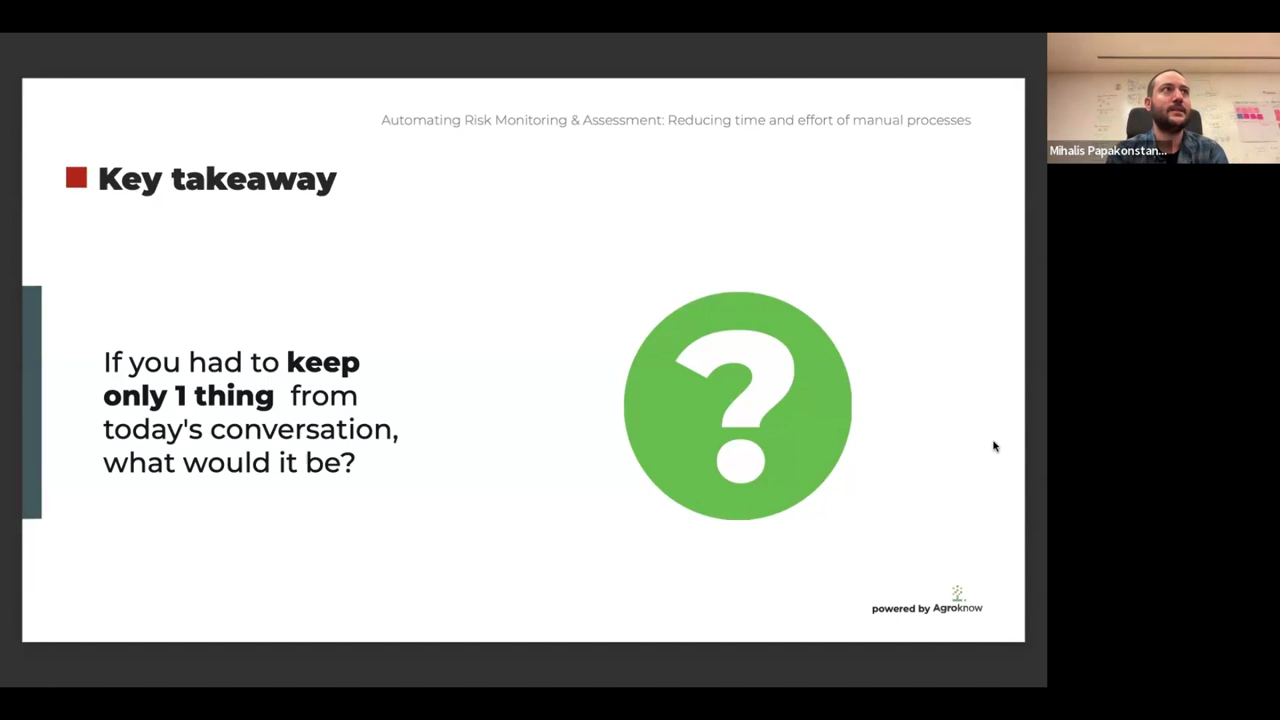 Automating Risk Monitoring & Assessment: Reducing time and effort of manual processes
Key takeaway
If you had to keep
only 1 thing from
today's conversation,
what would it be?
?
powered by Agroknow
Mihalis Papakonstan...